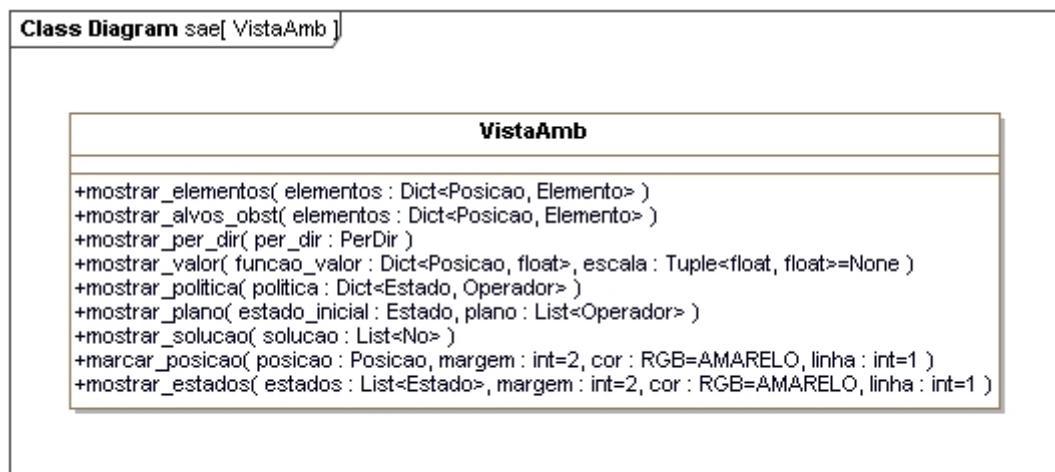 Class Diagram sae[ VistaAmb ]
VistaAmb
+mostrar_elementos( elementos : Dict<Posicao, Elemento> )
+mostrar_alvos_obst( elementos : Dict<Posicao, Elemento> )
+mostrar_per_dir( per_dir : PerDir )
+mostrar_valor( funcao_valor : Dict<Posicao, float>, escala : Tuple<float, float>=None )
+mostrar_politica( politica : Dict<Estado, Operador> )
+mostrar_plano( estado_inicial : Estado, plano : List<Operador> )
+mostrar_solucao( solucao : List<No> )
+marcar_posicao( posicao : Posicao, margem : int=2, cor : RGB=AMARELO, linha : int=1 )
+mostrar_estados( estados : List<Estado>, margem : int=2, cor : RGB=AMARELO, linha : int=1 )